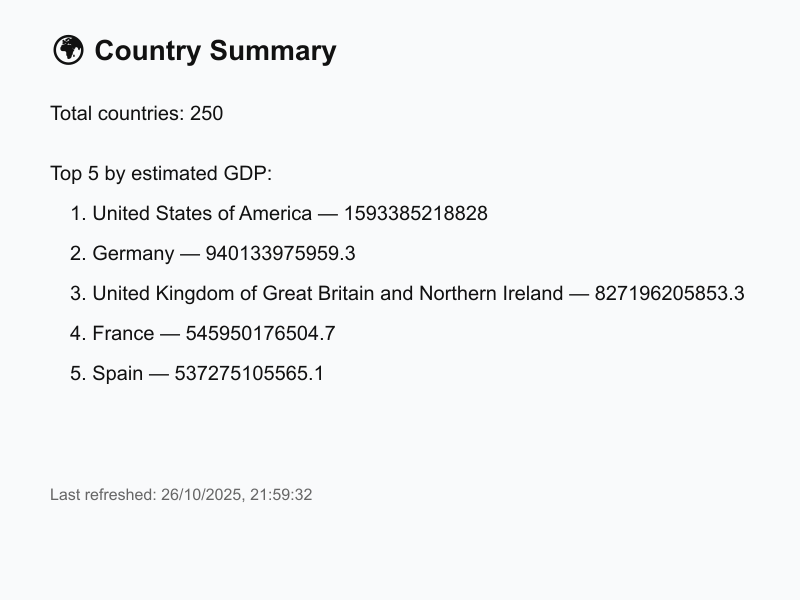 🌍 Country Summary
Total countries: 250
Top 5 by estimated GDP:
1. United States of America — 1593385218828
2. Germany — 940133975959.3
3. United Kingdom of Great Britain and Northern Ireland — 827196205853.3
4. France — 545950176504.7
5. Spain — 537275105565.1
Last refreshed: 26/10/2025, 21:59:32